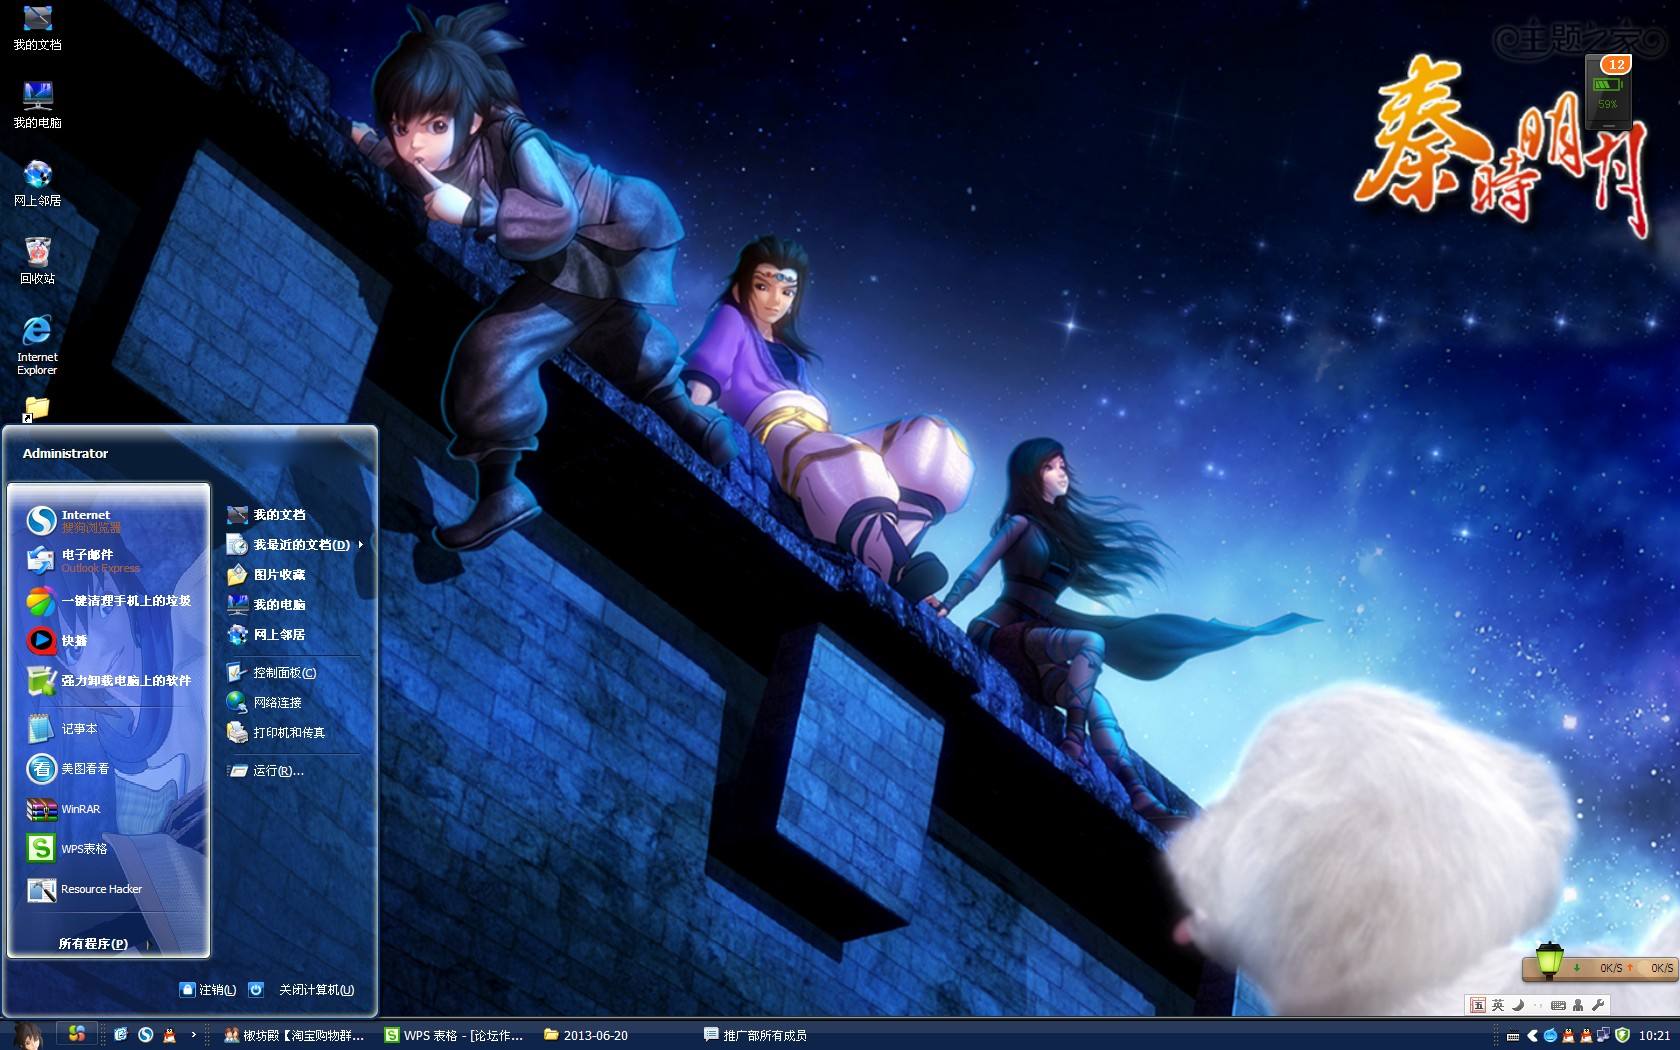 我的文档
我的电脑
网上邻居
回收站
Internet
Explorer
主题之家
秦時明月
12
59%
Administrator
Internet
搜狗浏览器
电子邮件
Outlook Express
一键清理手机上的垃圾
快播
强力卸载电脑上的软件
记事本
看
美图看看
WinRAR
S
WPS表格
Resource Hacker
所有程序(P)
我的文档
我最近的文档(D)
图片收藏
我的电脑
网上邻居
控制面板(C)
网络连接
打印机和传真
运行(R)...
注销(L)
关闭计算机(U)
0K/S
0K/S
五 英
椒坊殿【淘宝购物群...
WPS 表格 - [论坛作...
2013-06-20
推广部所有成员
10:21